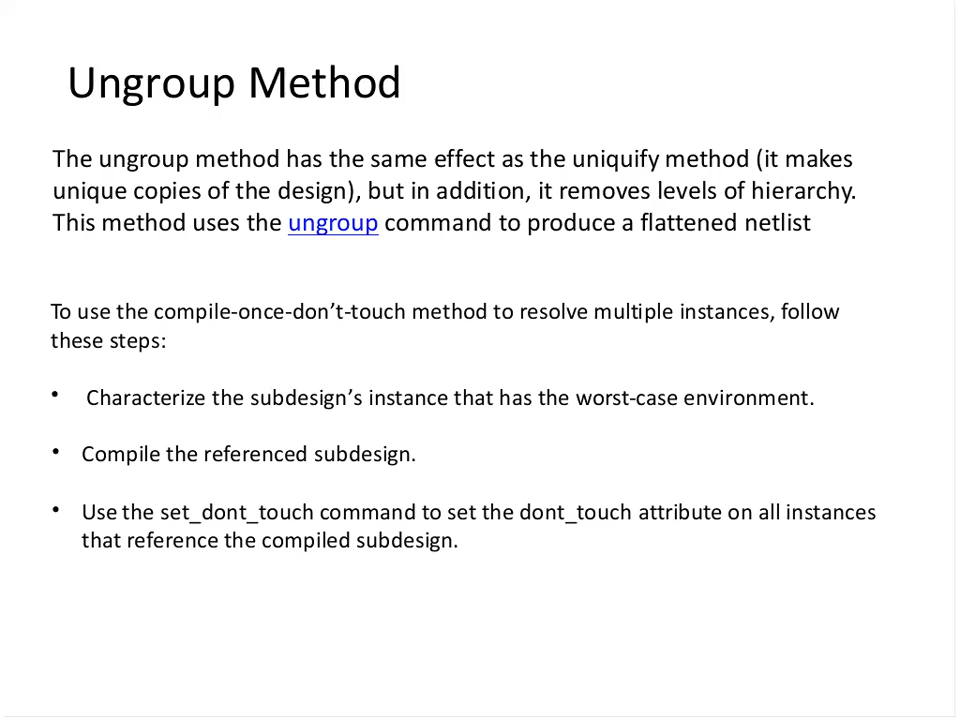 Ungroup Method
The ungroup method has the same effect as the uniquify method (it makes
unique copies of the design), but in addition, it removes levels of hierarchy.
This method uses the ungroup command to produce a flattened netlist
To use the compile-once-don’t-touch method to resolve multiple instances, follow
these steps:
• Characterize the subdesign’s instance that has the worst-case environment.
• Compile the referenced subdesign.
• Use the set_dont_touch command to set the dont_touch attribute on all instances
that reference the compiled subdesign.